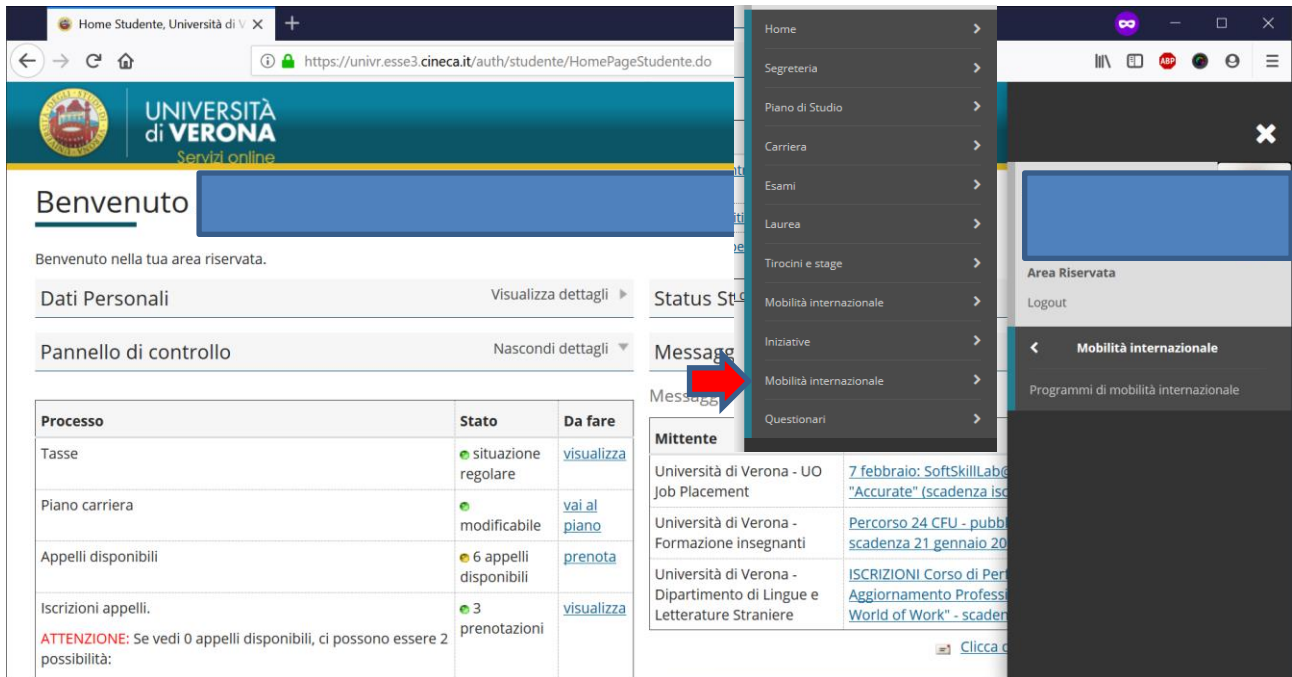 Home Studente, Università di V
https://univr.esse3.cineca.it/auth/studente/HomePageStudente.do
ABP
UNIVERSITÀ
di VERONA
Servizi online
Benvenuto
Benvenuto nella tua area riservata.
Dati Personali
Visualizza dettagli
Pannello di controllo
Nascondi dettagli
Processo Stato Da fare
Tasse situazione visualizza
regolare
Piano carriera vai al
modificabile piano
Appelli disponibili 6 appelli prenota
disponibili
Iscrizioni appelli. 3 visualizza
prenotazioni
ATTENZIONE: Se vedi 0 appelli disponibili, ci possono essere 2
possibilità:
Status St
Messagg
Messagg
Mittente
Università di Verona - UO 7 febbraio: SoftSkillLab@
Job Placement "Accurate" (scadenza isc
Università di Verona - Percorso 24 CFU - pubbl
Formazione insegnanti scadenza 21 gennaio 20
Università di Verona - ISCRIZIONI Corso di Perf
Dipartimento di Lingue e Aggiornamento Professi
Letterature Straniere World of Work" - scaden
Clicca
Home
Segreteria
Piano di Studio
Carriera
Esami
Laurea
Tirocini e stage
Mobilità internazionale
Iniziative
Mobilità internazionale
Questionari
Area Riservata
Logout
Mobilità internazionale
Programmi di mobilità internazionale